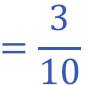 = 3/10